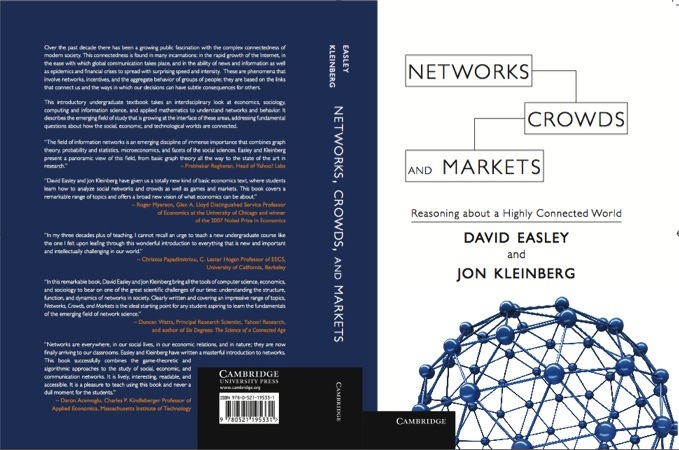 Over the past decade there has been a growing public fascination with the complex connectedness of
modern society. This connectedness is found in many incarnations: in the rapid growth of the Internet, in
the ease with which global communication takes place, and in the ability of news and information as well
as epidemics and financial crises to spread with surprising speed and intensity. These are phenomena that
involve networks, incentives, and the aggregate behavior of groups of people; they are based on the links
that connect us and the ways in which our decisions can have subtle consequences for others.
This introductory undergraduate textbook takes an interdisciplinary look at economics, sociology,
computing and information science, and applied mathematics to understand networks and behavior. It
describes the emerging field of study that is growing at the interface of these areas, addressing fundamental
questions about how the social, economic, and technological worlds are connected.
"The field of information networks is an emerging discipline of immense importance that combines graph
theory, probability and statistics, microeconomics, and facets of the social sciences. Easley and Kleinberg
present a panoramic view of this field, from basic graph theory all the way to the state of the art in
research."
– Prabhakar Raghavan, Head of Yahoo! Labs
"David Easley and Jon Kleinberg have given us a totally new kind of basic economics text, where students
learn how to analyze social networks and crowds as well as games and markets. This book covers a
remarkable range of topics and offers a broad new vision of what economics can be about."
– Roger Myerson, Glen A. Lloyd Distinguished Service Professor
of Economics at the University of Chicago and winner
of the 2007 Nobel Prize in Economics
"In my three decades plus of teaching, I cannot recall an urge to teach a new undergraduate course like
the one I felt upon leafing through this wonderful introduction to everything that is new and important
and intellectually challenging in our world."
– Christos Papadimitriou, C. Lester Hogan Professor of EECS,
University of California, Berkeley
"In this remarkable book, David Easley and Jon Kleinberg bring all the tools of computer science, economics,
and sociology to bear on one of the great scientific challenges of our time: understanding the structure,
function, and dynamics of networks in society. Clearly written and covering an impressive range of topics,
Networks, Crowds, and Markets is the ideal starting point for any student aspiring to learn the fundamentals
of the emerging field of network science."
– Duncan Watts, Principal Research Scientist, Yahoo! Research,
and author of Six Degrees: The Science of a Connected Age
"Networks are everywhere, in our social lives, in our economic relations, and in nature; they are now
finally arriving to our classrooms. Easley and Kleinberg have written a masterful introduction to networks.
This book successfully combines the game-theoretic and
algorithmic approaches to the study of social, economic, and
communication networks. It is lively, interesting, readable, and
accessible. It is a pleasure to teach using this book and never a
dull moment for the students."
– Daron Acemoglu, Charles P. Kindleberger Professor of
Applied Economics, Massachusetts Institute of Technology
CAMBRIDGE
UNIVERSITY PRESS
www.cambridge.org
ISBN 978-0-521-19533-1
9 780521 195331
EASLEY
KLEINBERG
NETWORKS, CROWDS, AND MARKETS
CAMBRIDGE
NETWORKS
CROWDS
AND MARKETS
Reasoning about a Highly Connected World
DAVID EASLEY
and
JON KLEINBERG
CAMBRIDGE